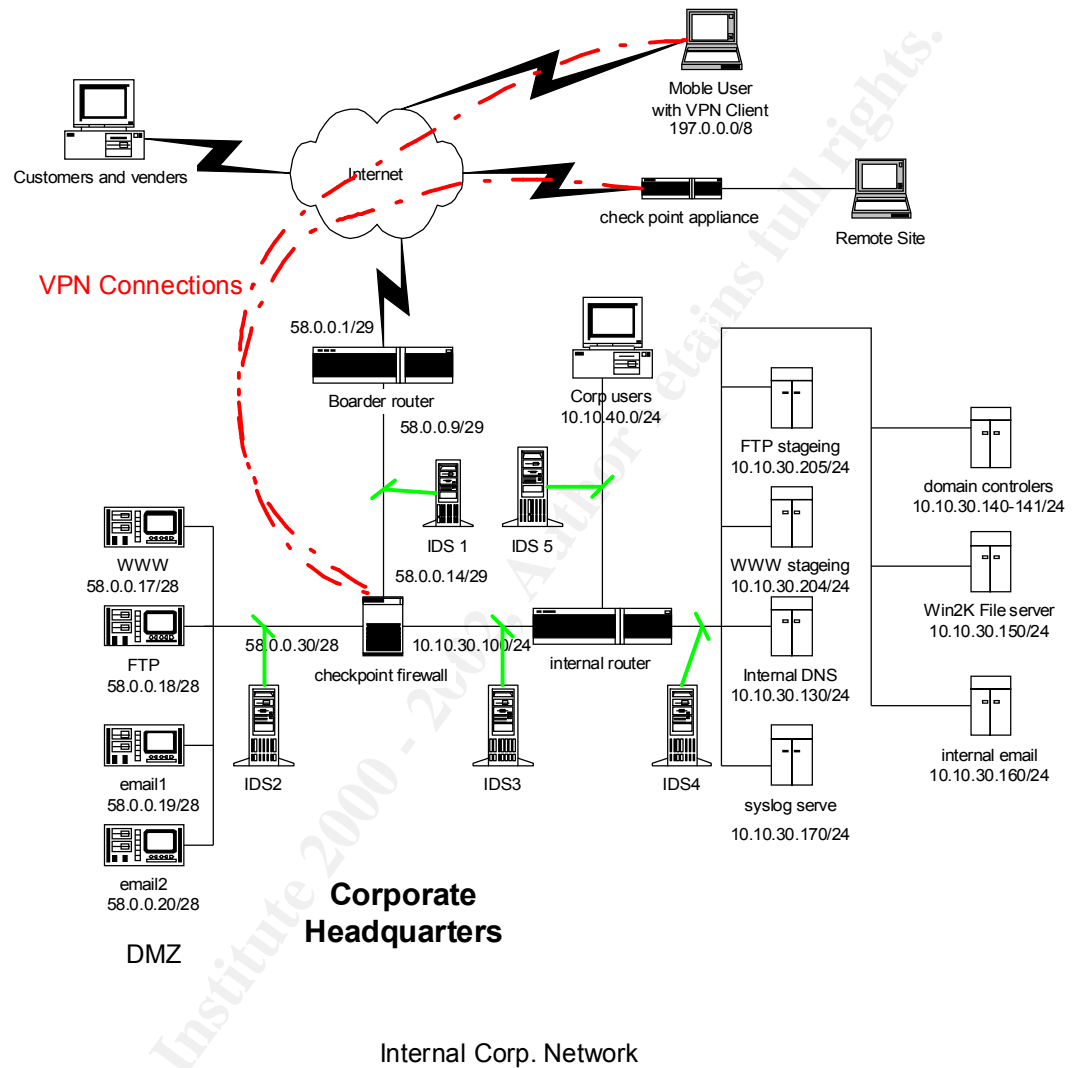 Moble User
with VPN Client
197.0.0.0/8
Internet
Customers and venders
check point appliance
Remote Site
VPN Connections
58.0.0.1/29
Boarder router
58.0.0.9/29
Corp users
10.10.40.0/24
FTP stageing
10.10.30.205/24
domain controlers
10.10.30.140-141/24
IDS 1
IDS 5
WWW
58.0.0.17/28
58.0.0.14/29
WWW stageing
10.10.30.204/24
Win2K File server
10.10.30.150/24
FTP
58.0.0.18/28
58.0.0.30/28
checkpoint firewall
10.10.30.100/24
internal router
Internal DNS
10.10.30.130/24
internal email
10.10.30.160/24
email1
58.0.0.19/28
IDS2
IDS3
IDS4
syslog serve
10.10.30.170/24
email2
58.0.0.20/28
Corporate
Headquarters
DMZ
Internal Corp. Network
Institute 2000 - 2002, Author retains full rights.